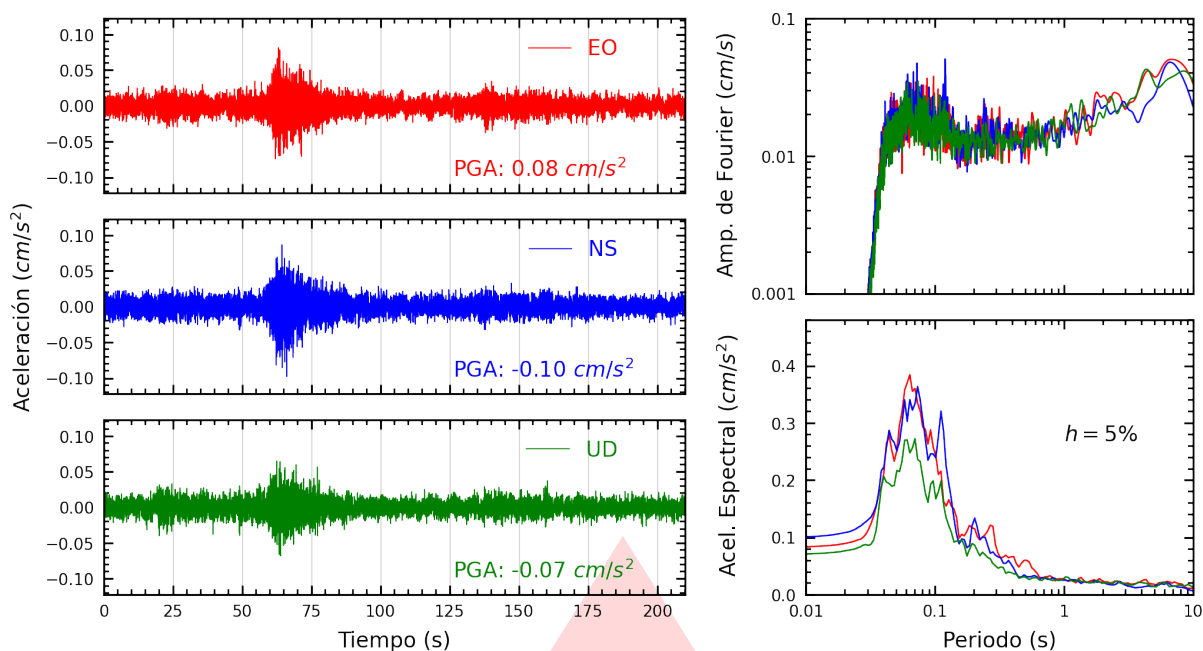 Aceleración (cm/s²)
0.10
0.05
0.00
−0.05
−0.10
EO
PGA: 0.08 cm/s²
0.10
0.05
0.00
−0.05
−0.10
NS
PGA: -0.10 cm/s²
0.10
0.05
0.00
−0.05
−0.10
UD
PGA: -0.07 cm/s²
0 25 50 75 100 125 150 175 200
Tiempo (s)
Amp. de Fourier (cm/s)
0.1
0.01
0.001
Acel. Espectral (cm/s²)
0.4
0.3
0.2
0.1
0.0
h = 5%
0.01 0.1 1 10
Periodo (s)